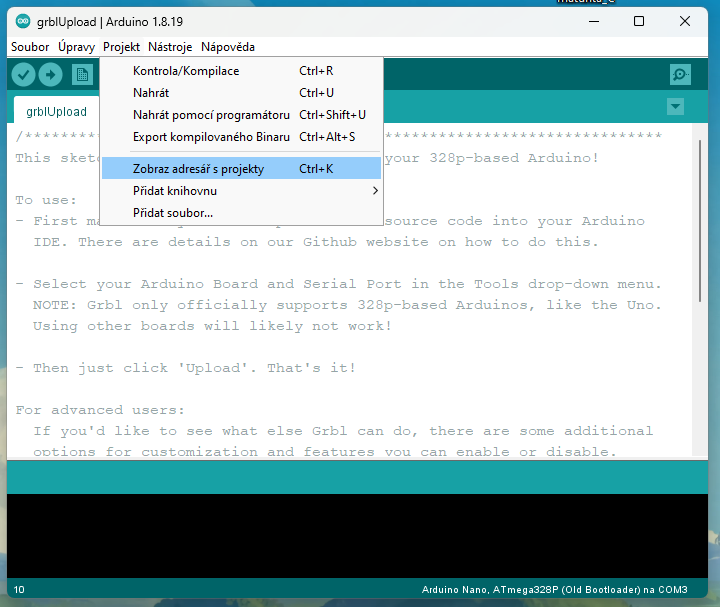 grblUpload | Arduino 1.8.19
Soubor Úpravy Projekt Nástroje Nápověda
Kontrola/Kompilace Ctrl+R
Nahrát Ctrl+U
Nahrát pomocí programátoru Ctrl+Shift+U
Export kompilovaného Binaru Ctrl+Alt+S
Zobraz adresář s projekty Ctrl+K
Přidat knihovnu
Přidat soubor...
grblUpload
/*********** *******************************
This your 328p-based Arduino!
To use:
- First source code into your Arduino
IDE. There are details on our Github website on how to do this.
- Select your Arduino Board and Serial Port in the Tools drop-down menu.
NOTE: Grbl only officially supports 328p-based Arduinos, like the Uno.
Using other boards will likely not work!
- Then just click 'Upload'. That's it!
For advanced users:
If you'd like to see what else Grbl can do, there are some additional
options for customization and features you can enable or disable.
10 Arduino Nano, ATmega328P (Old Bootloader) na COM3